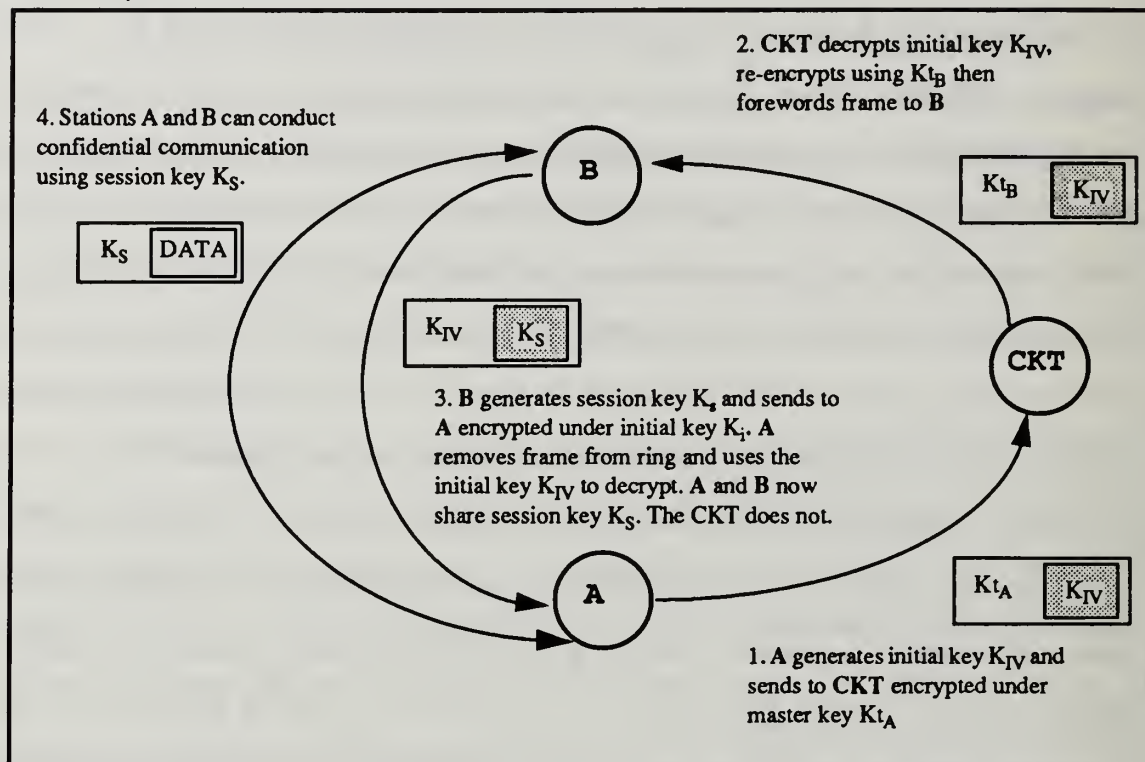 2. CKT decrypts initial key K_IV,
re-encrypts using Kt_B then
forewords frame to B
4. Stations A and B can conduct
confidential communication
using session key K_S.
B
Kt_B K_IV
K_S DATA
K_IV K_S
CKT
3. B generates session key K_s and sends to
A encrypted under initial key K_i. A
removes frame from ring and uses the
initial key K_IV to decrypt. A and B now
share session key K_S. The CKT does not.
A
Kt_A K_IV
1. A generates initial key K_IV and
sends to CKT encrypted under
master key Kt_A